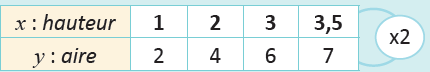 x : hauteur 1 2 3 3,5
y : aire 2 4 6 7
x2